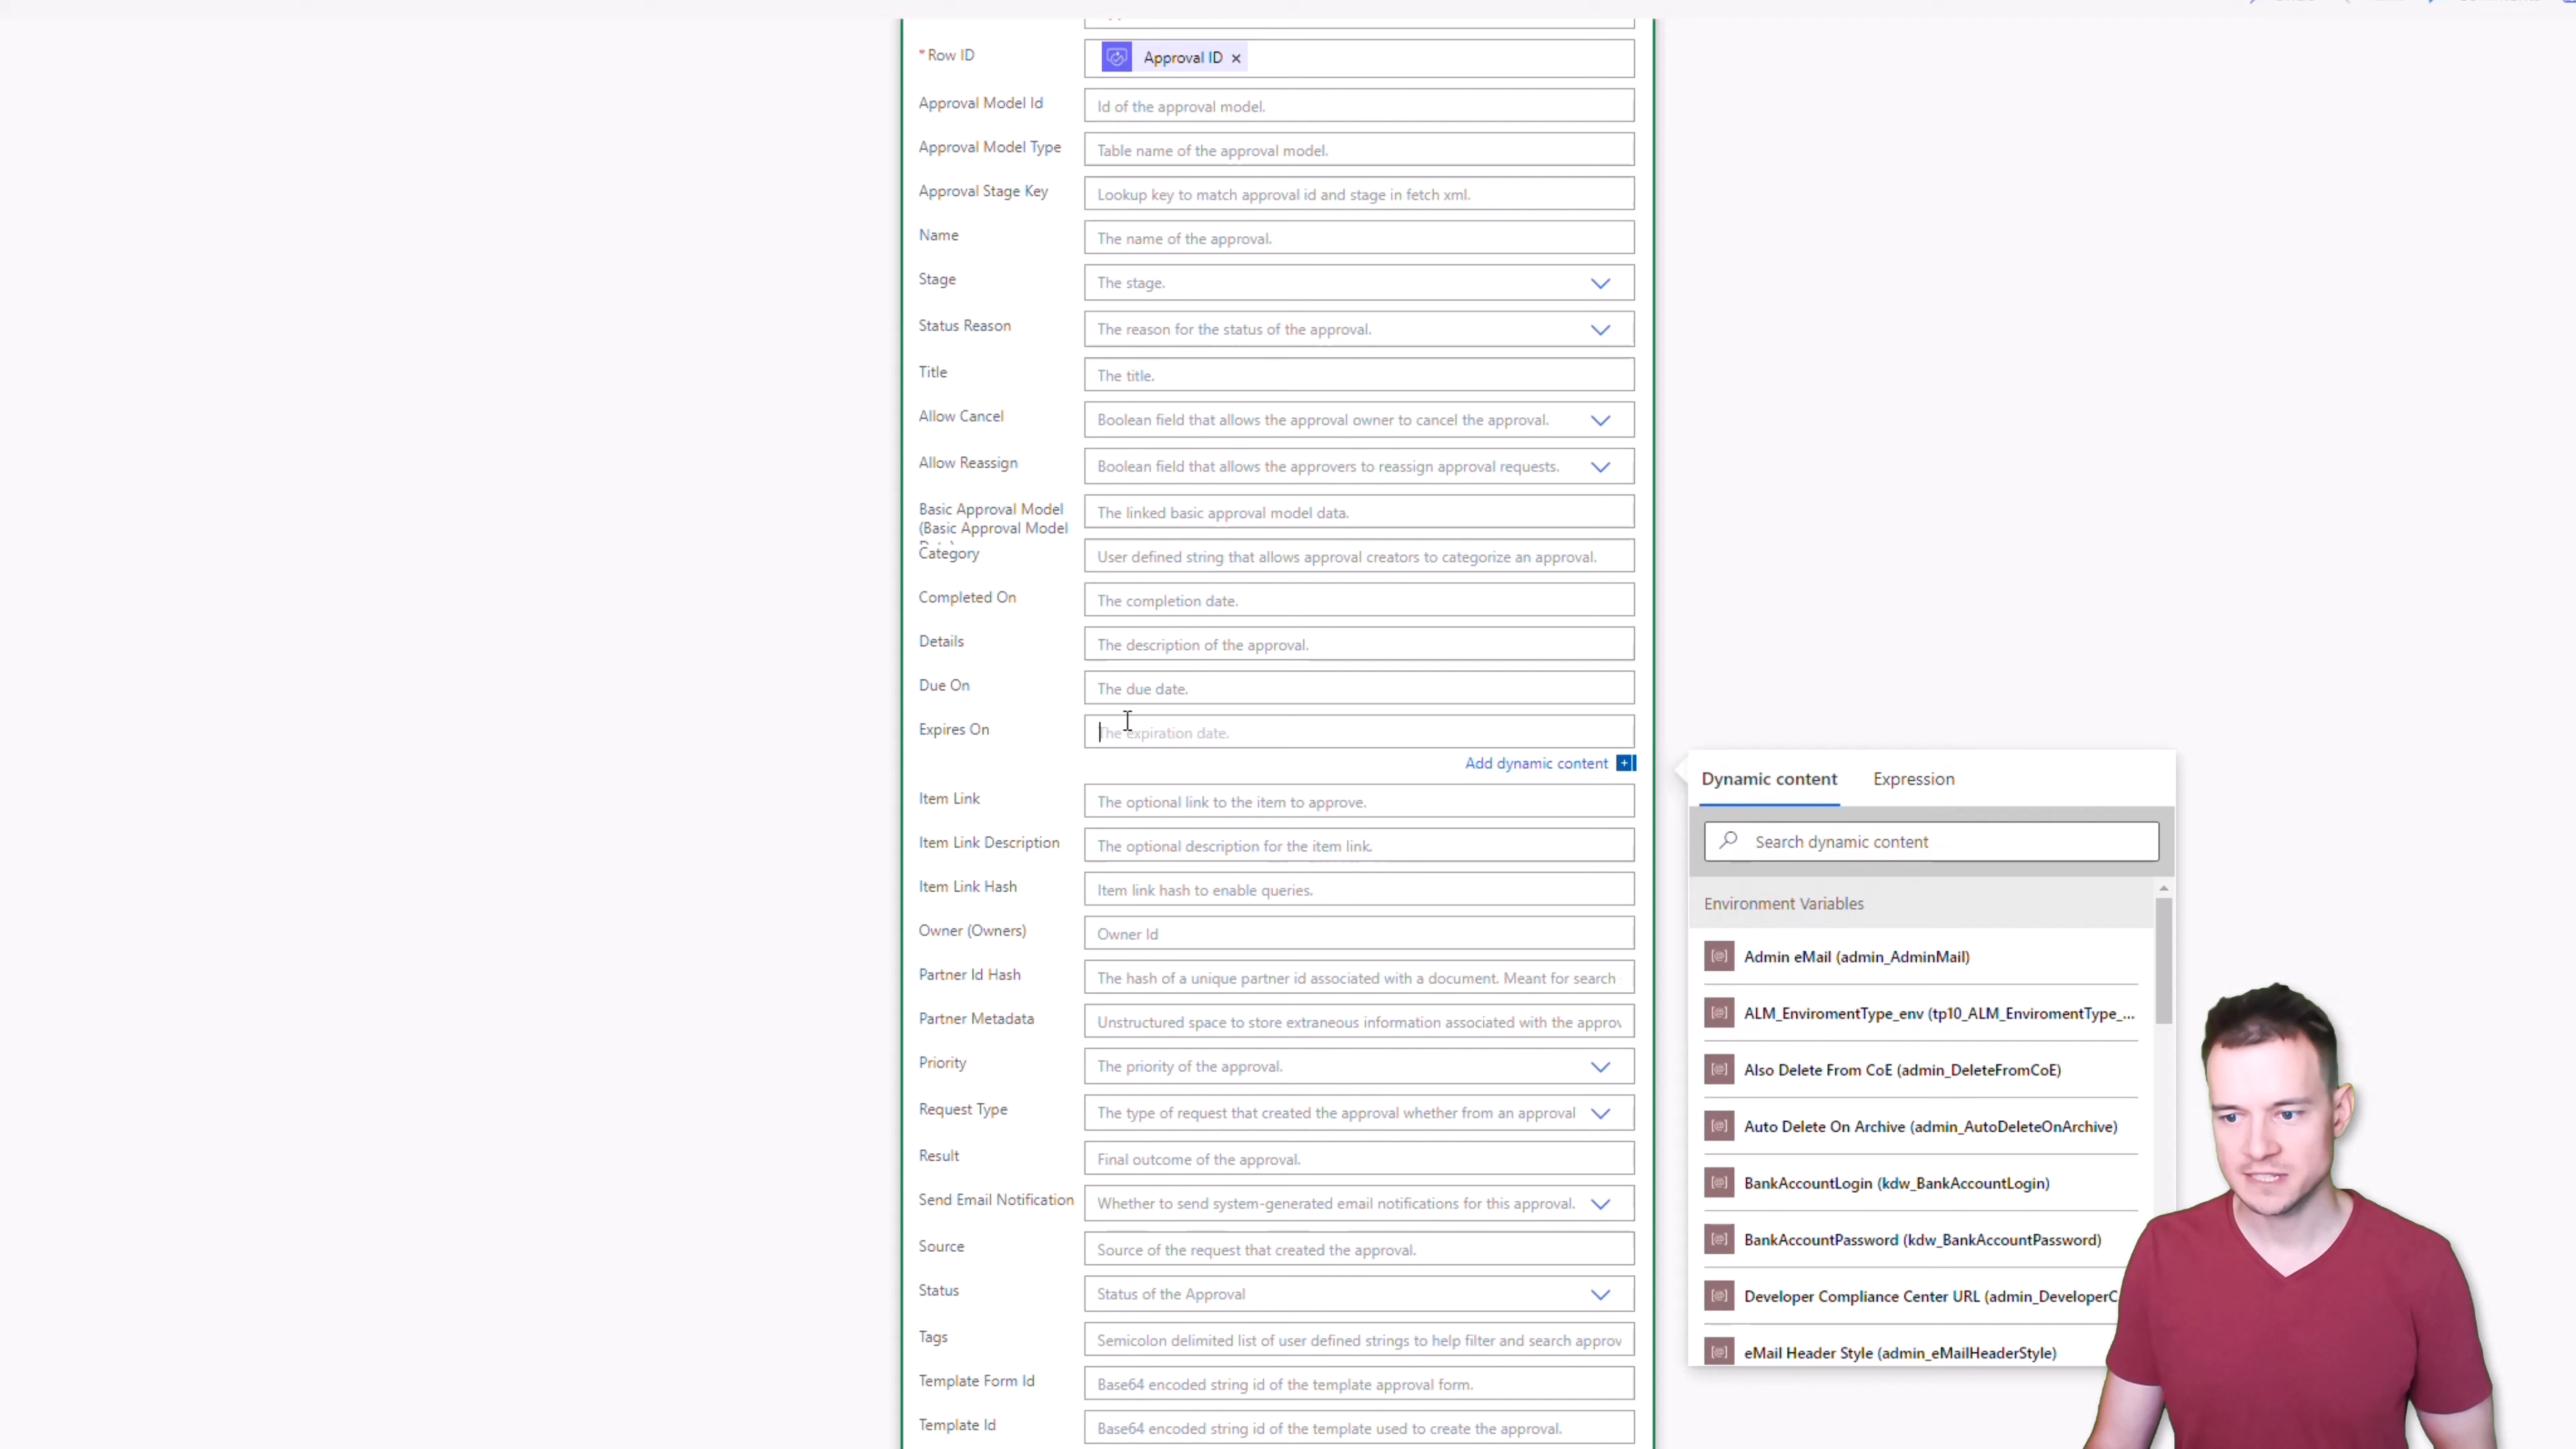 * Row ID
Approval ID ×
Approval Model Id
Id of the approval model.
Approval Model Type
Table name of the approval model.
Approval Stage Key
Lookup key to match approval id and stage in fetch xml.
Name
The name of the approval.
Stage
The stage.
Status Reason
The reason for the status of the approval.
Title
The title.
Allow Cancel
Boolean field that allows the approval owner to cancel the approval.
Allow Reassign
Boolean field that allows the approvers to reassign approval requests.
Basic Approval Model
(Basic Approval Model
The linked basic approval model data.
Category
User defined string that allows approval creators to categorize an approval.
Completed On
The completion date.
Details
The description of the approval.
Due On
The due date.
Expires On
The expiration date.
Add dynamic content
Item Link
The optional link to the item to approve.
Item Link Description
The optional description for the item link.
Item Link Hash
Item link hash to enable queries.
Owner (Owners)
Owner Id
Partner Id Hash
The hash of a unique partner id associated with a document. Meant for search
Partner Metadata
Unstructured space to store extraneous information associated with the approv
Priority
The priority of the approval.
Request Type
The type of request that created the approval whether from an approval
Result
Final outcome of the approval.
Send Email Notification
Whether to send system-generated email notifications for this approval.
Source
Source of the request that created the approval.
Status
Status of the Approval
Tags
Semicolon delimited list of user defined strings to help filter and search approv
Template Form Id
Base64 encoded string id of the template approval form.
Template Id
Base64 encoded string id of the template used to create the approval.
Dynamic content
Expression
Search dynamic content
Environment Variables
Admin eMail (admin_AdminMail)
ALM_EnviromentType_env (tp10_ALM_EnviromentType_...
Also Delete From CoE (admin_DeleteFromCoE)
Auto Delete On Archive (admin_AutoDeleteOnArchive)
BankAccountLogin (kdw_BankAccountLogin)
BankAccountPassword (kdw_BankAccountPassword)
Developer Compliance Center URL (admin_DeveloperC
eMail Header Style (admin_eMailHeaderStyle)